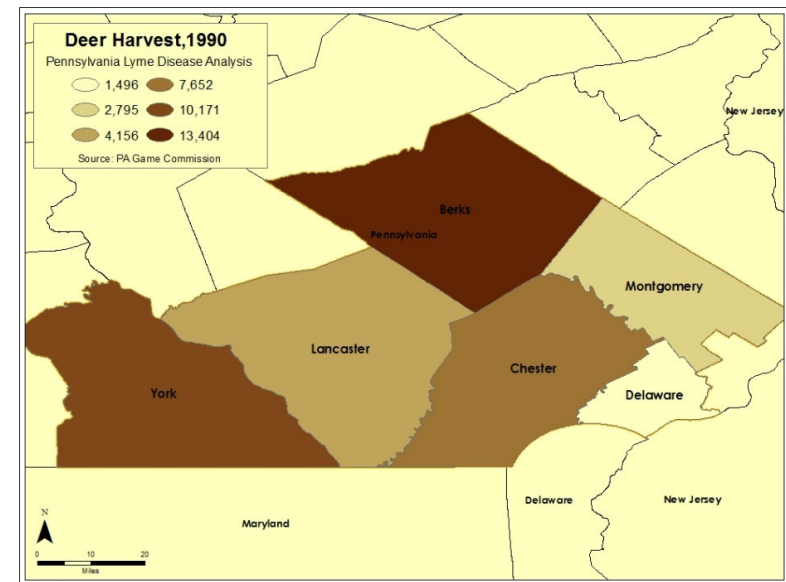 Deer Harvest,1990
Pennsylvania Lyme Disease Analysis
1,496 7,652
2,795 10,171
4,156 13,404
Source: PA Game Commission
New Jersey
Berks
Pennsylvania
Montgomery
Lancaster
Chester
York
Delaware
Delaware
New Jersey
Maryland
N
0 10 20
Miles